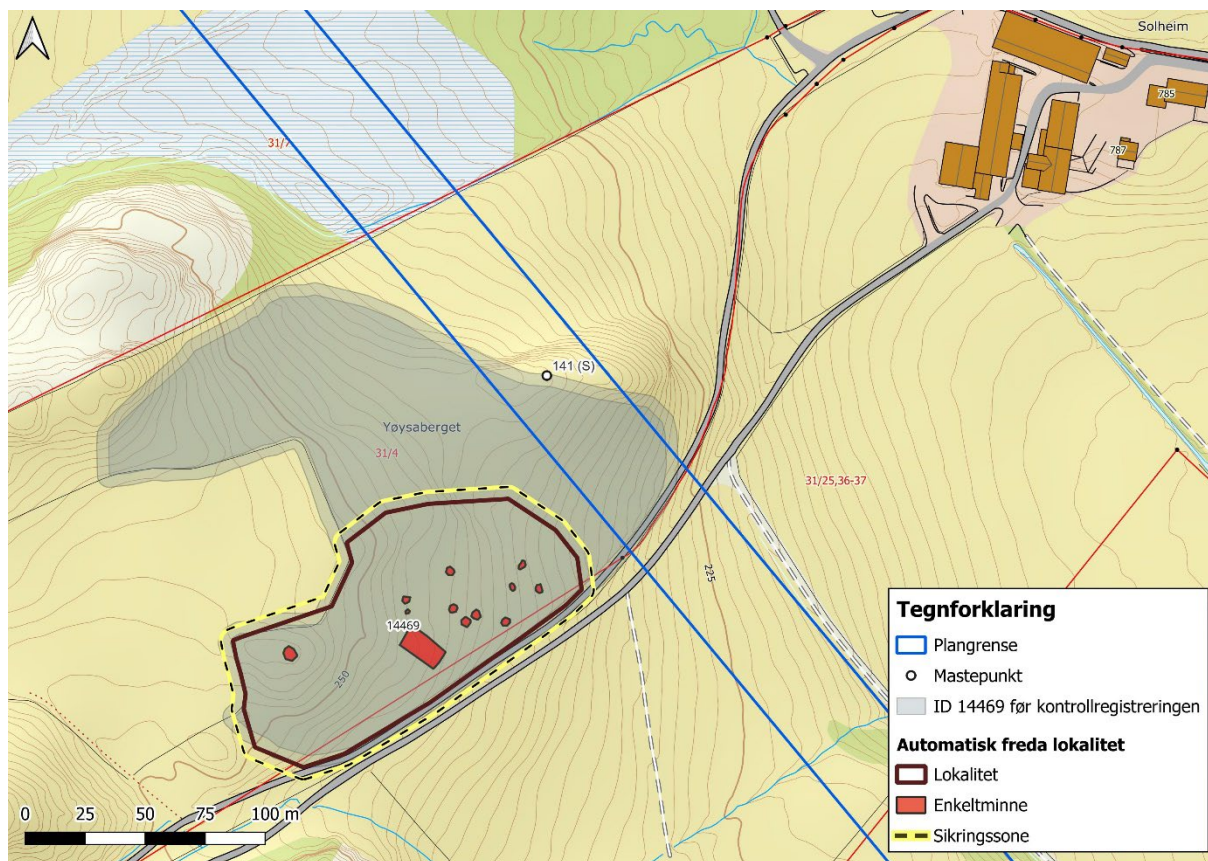 Solheim
785
787
31/7
141 (S)
Yøysaberget
31/4
31/25,36-37
225
14469
250
0 25 50 75 100 m
Tegnforklaring
Plangrense
Mastepunkt
ID 14469 før kontrollregistreringen
Automatisk freda lokalitet
Lokalitet
Enkeltminne
Sikringssone